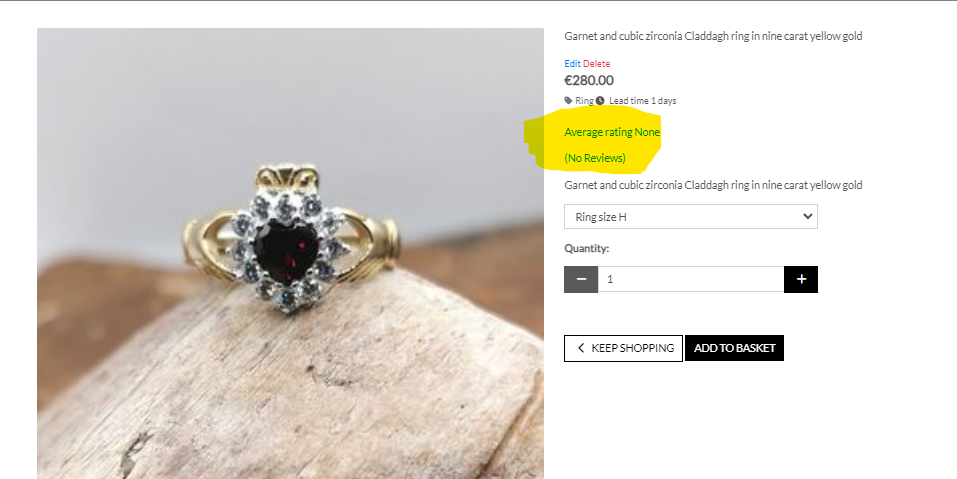 Garnet and cubic zirconia Claddagh ring in nine carat yellow gold
Edit Delete
€280.00
Ring Lead time 1 days
Average rating None
(No Reviews)
Garnet and cubic zirconia Claddagh ring in nine carat yellow gold
Ring size H
Quantity:
− 1 +
KEEP SHOPPING ADD TO BASKET